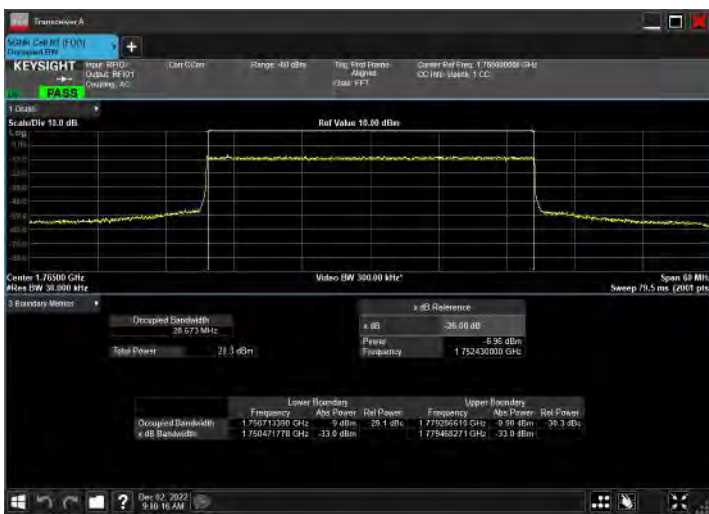 Transceiver A
5GNR Cell N1 (FDD)
Occupied BW
+
KEYSIGHT
Input: RFIO1
Output: RFIO1
Coupling: AC
Corr CCorr
Range: -60 dBm
Trig: First Frame
Aligned
Center Ref Freq: 1.765000000 GHz
CC Info: Uplink, 1 CC
PASS
1 Graph
Scale/Div 10.0 dB
Ref Value 10.00 dBm
Log
Center 1.76500 GHz
#Res BW 30.000 kHz
Video BW 300.00 kHz*
Span 60 MHz
Sweep 79.5 ms (2001 pts
3 Boundary Metrics
Occupied Bandwidth
28.573 MHz
Total Power 21.3 dBm
x dB Reference
x dB -26.00 dB
Power -6.96 dBm
Frequency 1.752430000 GHz
Lower Boundary Upper Boundary
Frequency Abs Power Rel Power Frequency Abs Power Rel Power
Occupied Bandwidth 1.750713390 GHz -9 dBm -29.1 dBc 1.779286610 GHz -9.90 dBm -30.3 dBc
x dB Bandwidth 1.750471778 GHz -33.0 dBm 1.779468271 GHz -33.0 dBm
?
Dec 02, 2022
9:10:16 AM